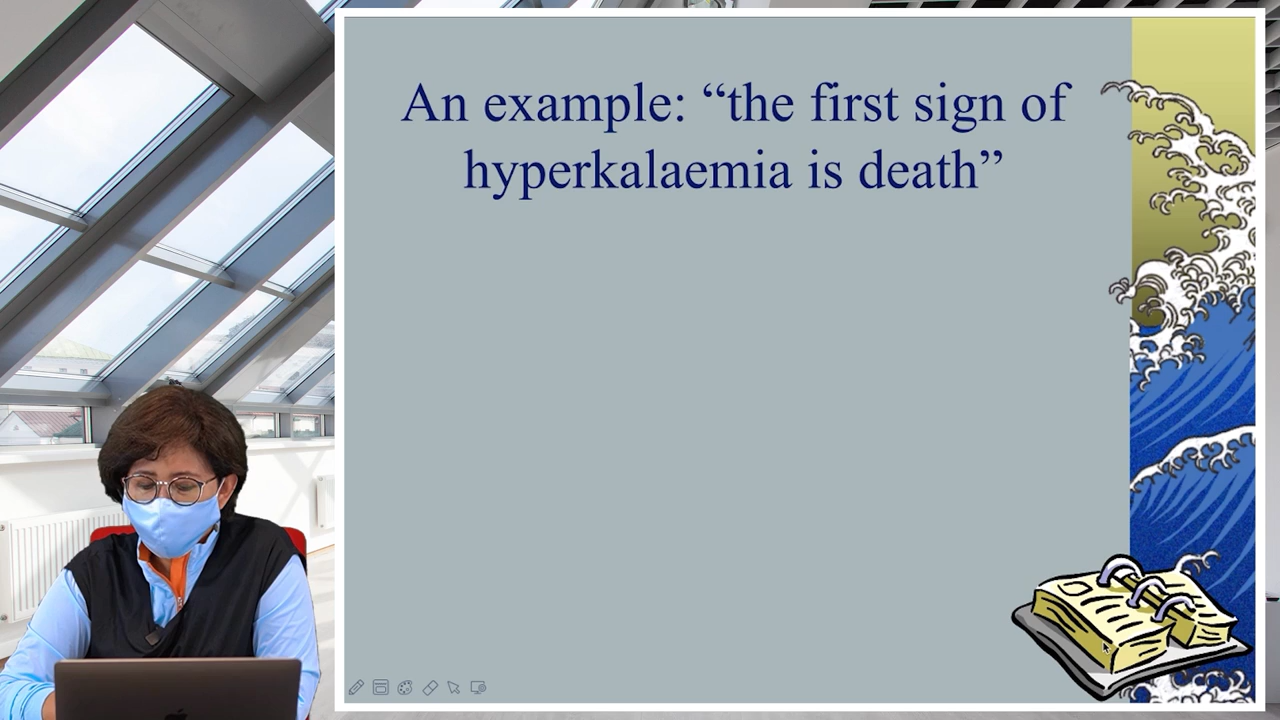 An example: “the first sign of
hyperkalaemia is death”